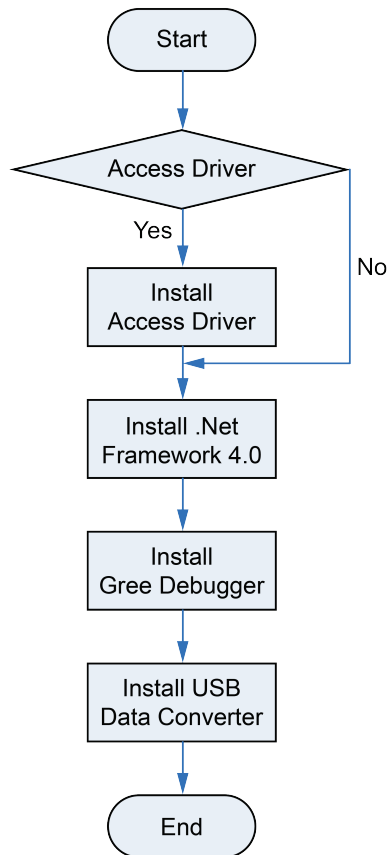 Start
Access Driver
Yes
No
Install
Access Driver
Install .Net
Framework 4.0
Install
Gree Debugger
Install USB
Data Converter
End